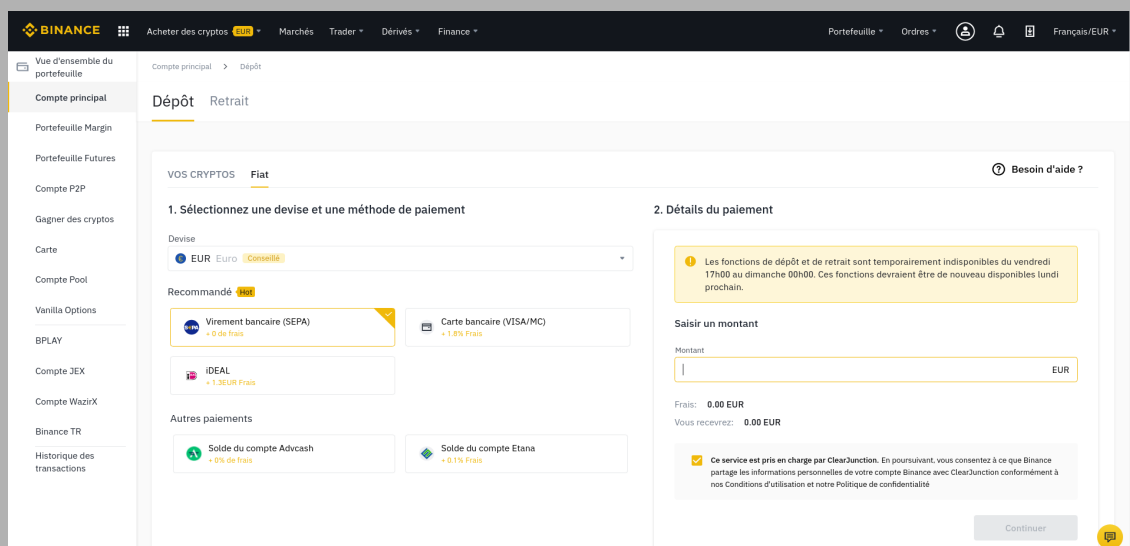 BINANCE
Acheter des cryptos EUR
Marchés
Trader
Dérivés
Finance
Portefeuille
Ordres
Français/EUR
Vue d'ensemble du
portefeuille
Compte principal
Portefeuille Margin
Portefeuille Futures
Compte P2P
Gagner des cryptos
Carte
Compte Pool
Vanilla Options
BPLAY
Compte JEX
Compte WazirX
Binance TR
Historique des
transactions
Compte principal > Dépôt
Dépôt
Retrait
VOS CRYPTOS
Fiat
Besoin d'aide ?
1. Sélectionnez une devise et une méthode de paiement
Devise
EUR Euro Conseillé
Recommandé Hot
SEPA
Virement bancaire (SEPA)
+ 0 de frais
Carte bancaire (VISA/MC)
+ 1.8% Frais
iDEAL
+ 1.3EUR Frais
Autres paiements
Solde du compte Advcash
+ 0% de frais
Solde du compte Etana
+ 0.1% Frais
2. Détails du paiement
Les fonctions de dépôt et de retrait sont temporairement indisponibles du vendredi
17h00 au dimanche 00h00. Ces fonctions devraient être de nouveau disponibles lundi
prochain.
Saisir un montant
Montant
EUR
Frais: 0.00 EUR
Vous recevrez: 0.00 EUR
Ce service est pris en charge par ClearJunction. En poursuivant, vous consentez à ce que Binance
partage les informations personnelles de votre compte Binance avec ClearJunction conformément à
nos Conditions d'utilisation et notre Politique de confidentialité
Continuer